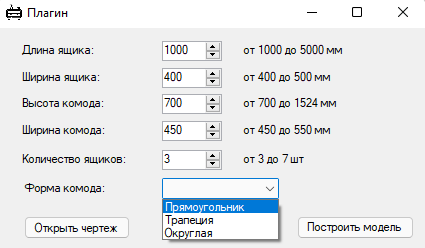 Плагин
Длина ящика: 1000 от 1000 до 5000 мм
Ширина ящика: 400 от 400 до 500 мм
Высота комода: 700 от 700 до 1524 мм
Ширина комода: 450 от 450 до 550 мм
Количество ящиков: 3 от 3 до 7 шт
Форма комода:
Прямоугольник
Трапеция
Округлая
Открыть чертеж
Построить модель